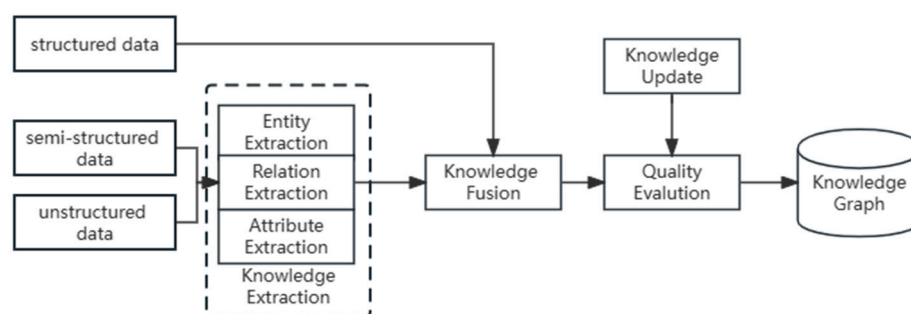 structured data
Knowledge
Update
semi-structured
data
unstructured
data
Entity
Extraction
Relation
Extraction
Attribute
Extraction
Knowledge
Extraction
Knowledge
Fusion
Quality
Evalution
Knowledge
Graph